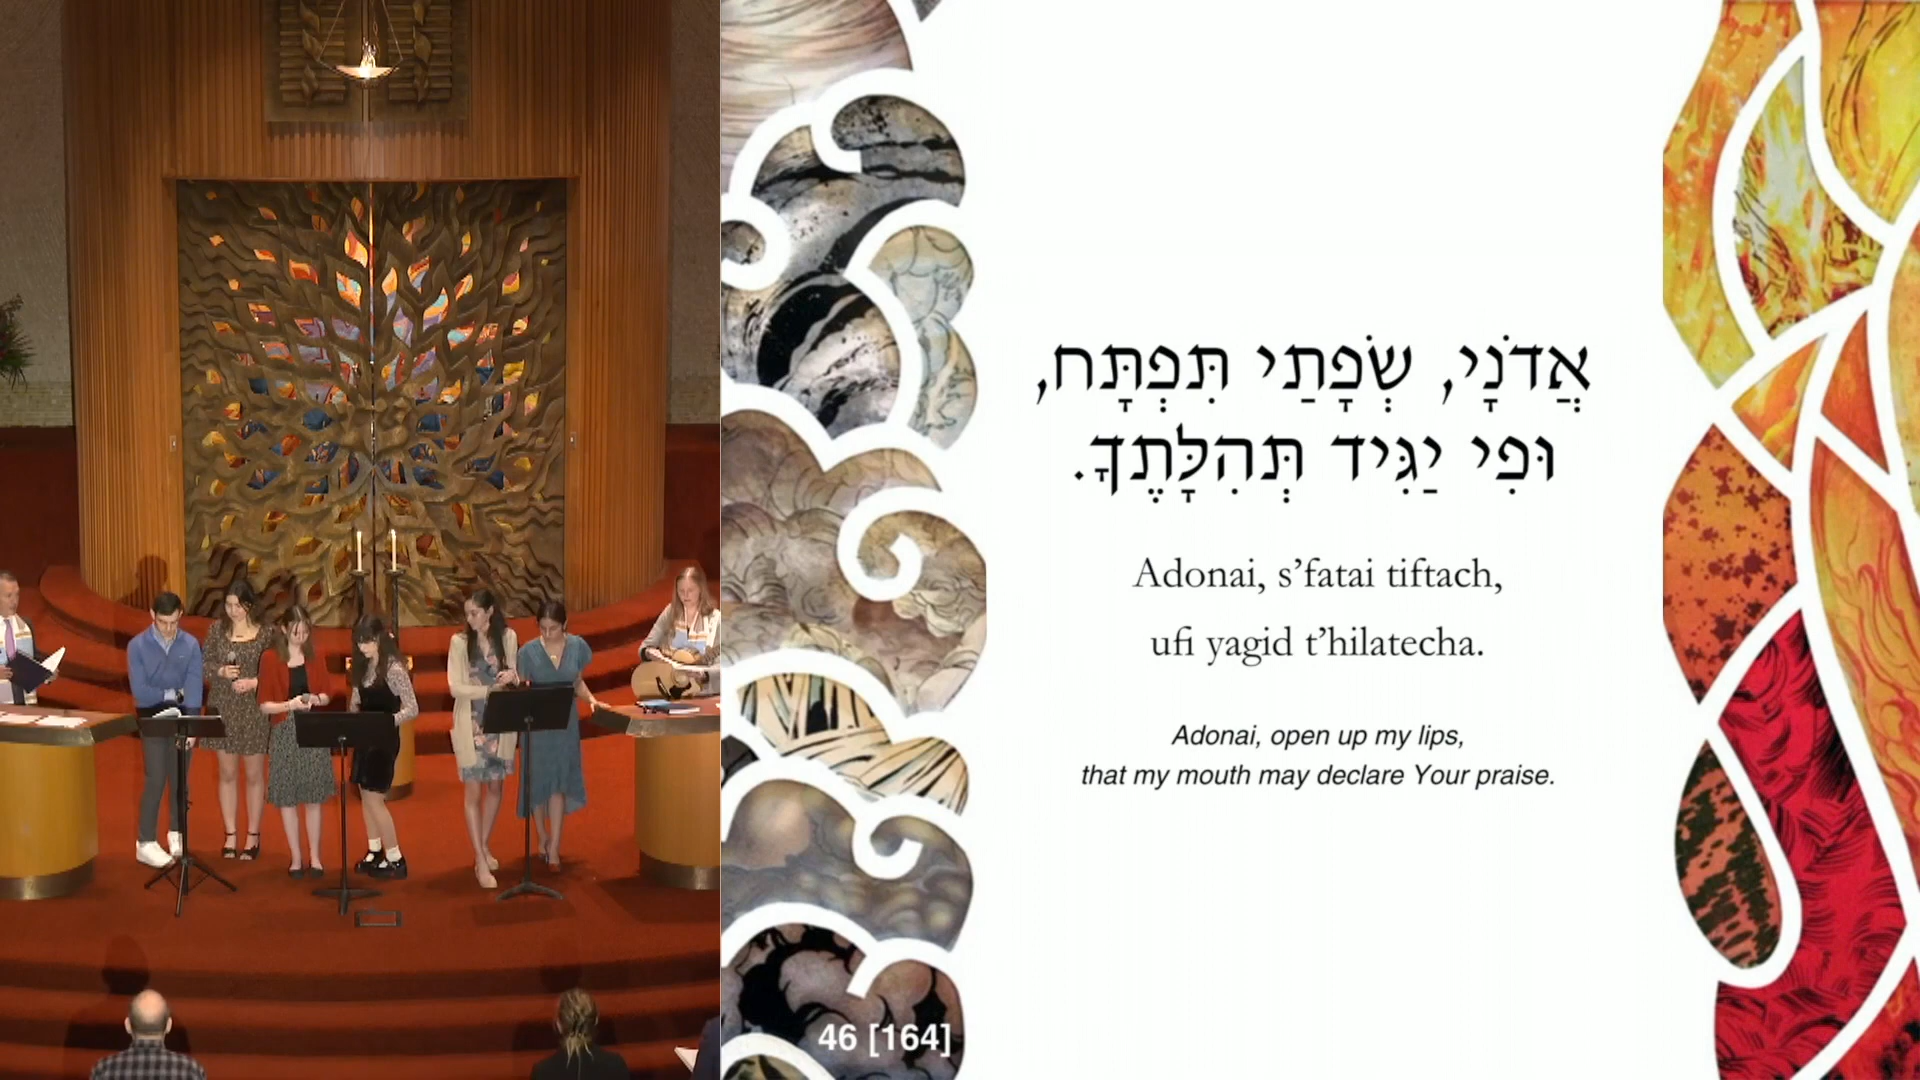 אֲדֹנָי, שְׂפָתַי תִּפְתָּח,
וּפִי יַגִּיד תְּהִלָּתֶךָ.
Adonai, s’fatai tiftach,
ufi yagid t’hilatecha.
Adonai, open up my lips,
that my mouth may declare Your praise.
46 [164]